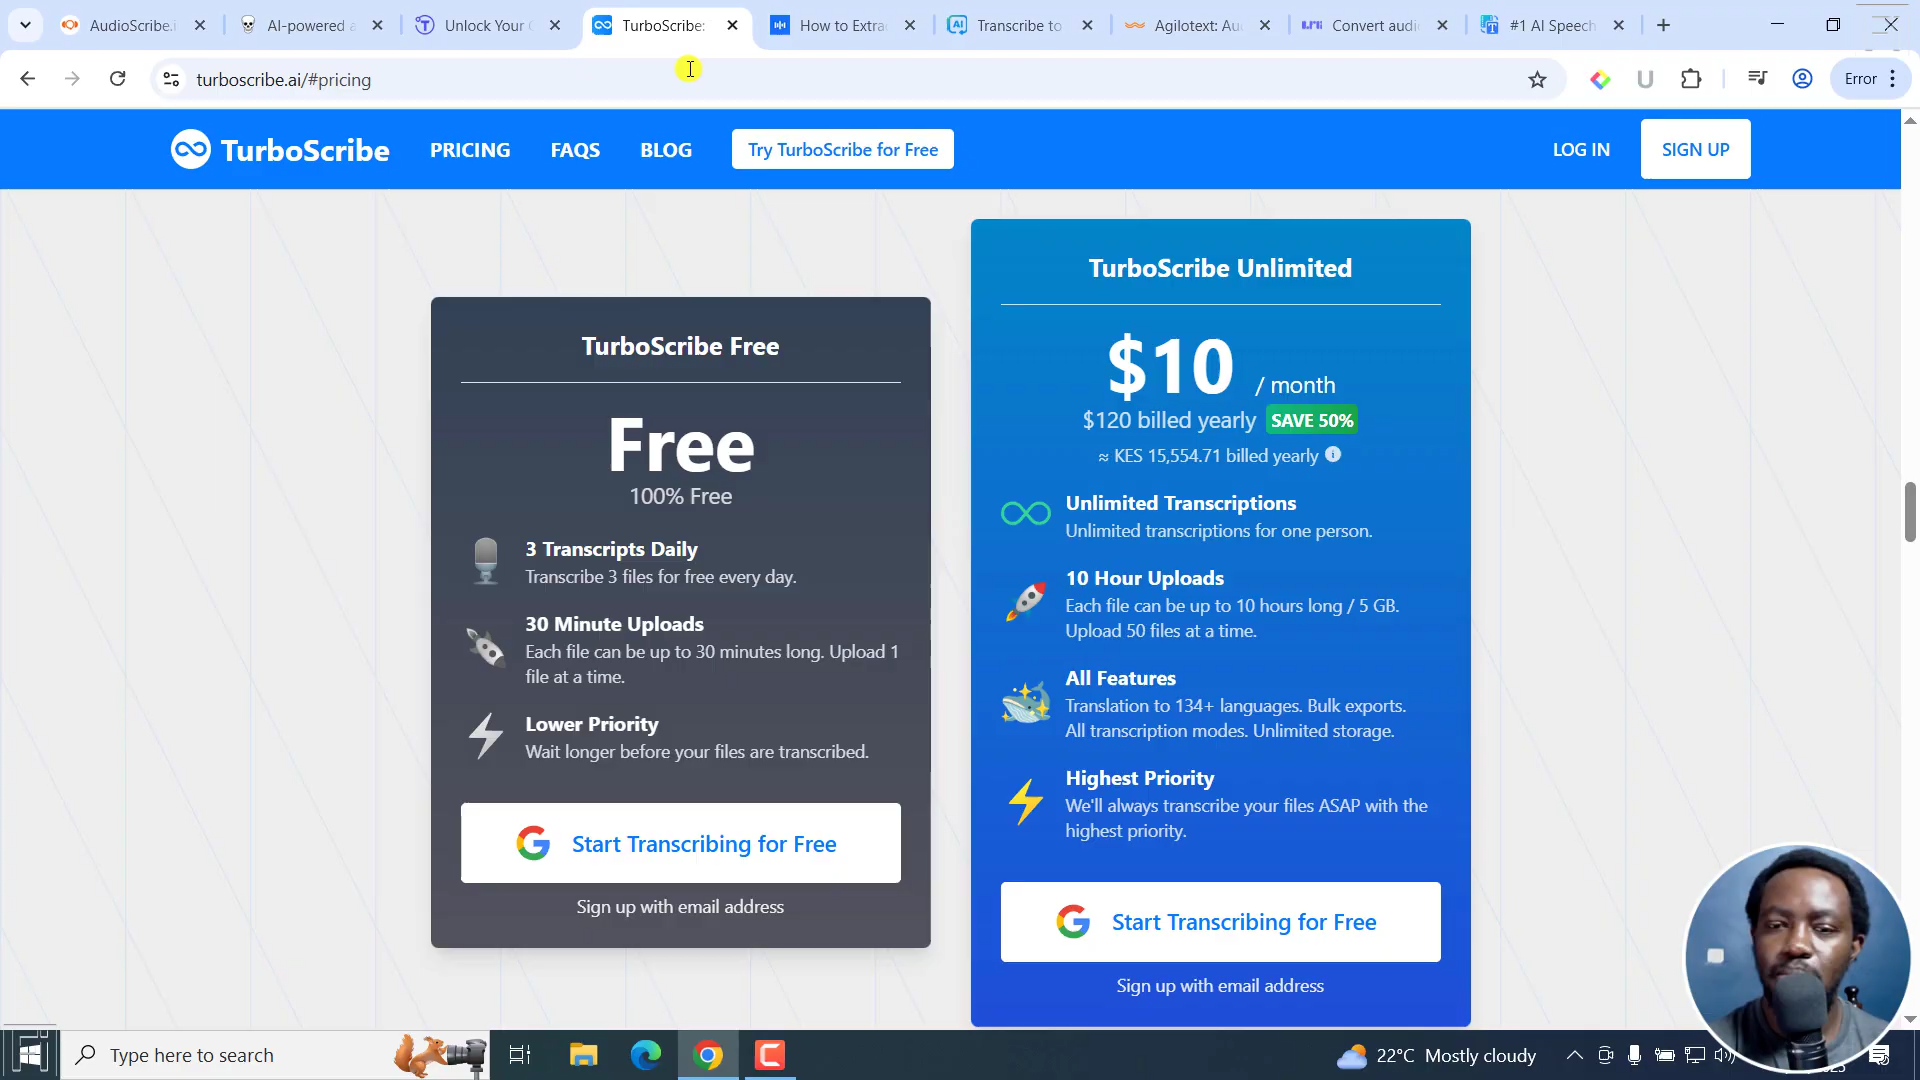 AudioScribe.i
AI-powered a
Unlock Your C
TurboScribe:
How to Extra
Transcribe to
Agilotext: Au
Convert audi
#1 AI Speech
turboscribe.ai/#pricing
Error
TurboScribe
PRICING
FAQS
BLOG
Try TurboScribe for Free
LOG IN
SIGN UP
TurboScribe Free
Free
100% Free
3 Transcripts Daily
Transcribe 3 files for free every day.
30 Minute Uploads
Each file can be up to 30 minutes long. Upload 1
file at a time.
Lower Priority
Wait longer before your files are transcribed.
Start Transcribing for Free
Sign up with email address
TurboScribe Unlimited
$10 / month
$120 billed yearly SAVE 50%
≈ KES 15,554.71 billed yearly
Unlimited Transcriptions
Unlimited transcriptions for one person.
10 Hour Uploads
Each file can be up to 10 hours long / 5 GB.
Upload 50 files at a time.
All Features
Translation to 134+ languages. Bulk exports.
All transcription modes. Unlimited storage.
Highest Priority
We'll always transcribe your files ASAP with the
highest priority.
Start Transcribing for Free
Sign up with email address
Type here to search
22°C Mostly cloudy